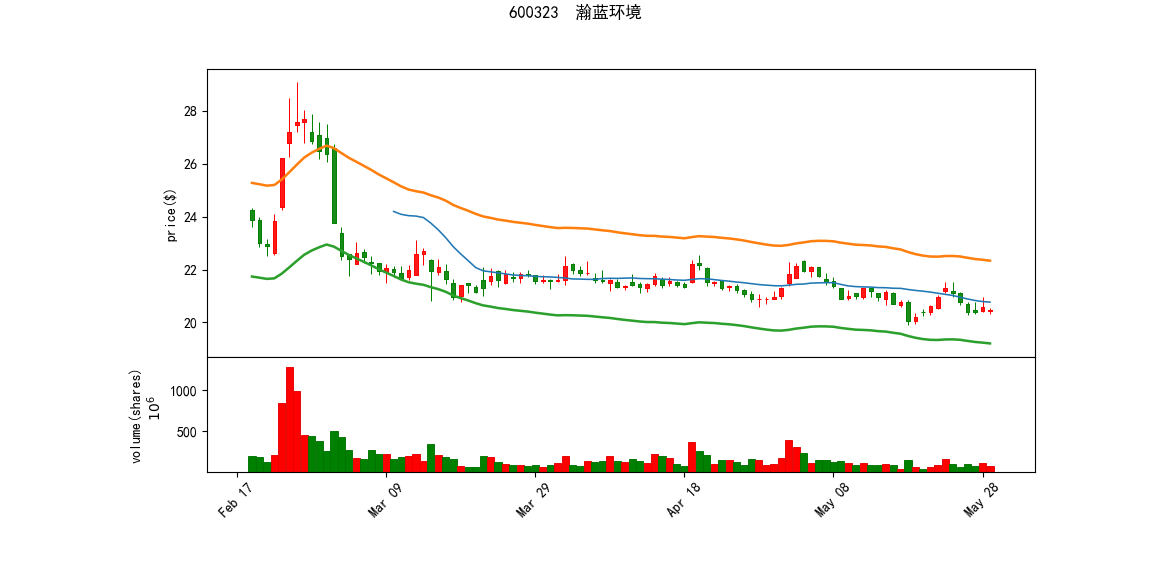 600323 瀚蓝环境
price($)
28
26
24
22
20
volume(shares)
10^6
1000
500
Feb 17
Mar 09
Mar 29
Apr 18
May 08
May 28